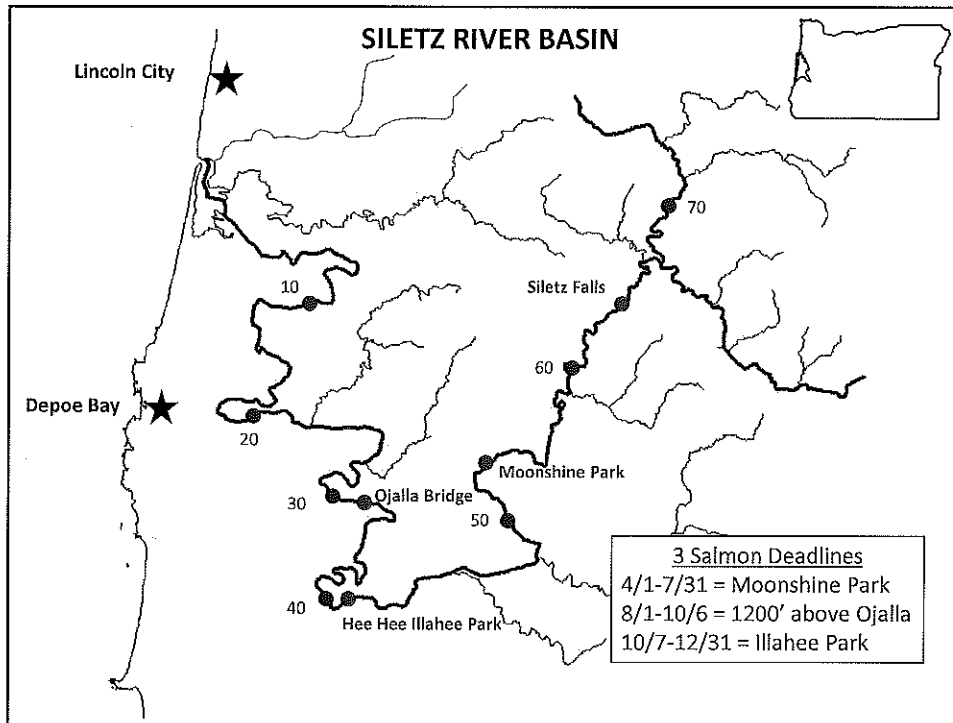 SILETZ RIVER BASIN
Lincoln City
70
10
Siletz Falls
60
Depoe Bay
20
Moonshine Park
30
Ojalla Bridge
50
40
Hee Hee Illahee Park
3 Salmon Deadlines
4/1-7/31 = Moonshine Park
8/1-10/6 = 1200’ above Ojalla
10/7-12/31 = Illahee Park